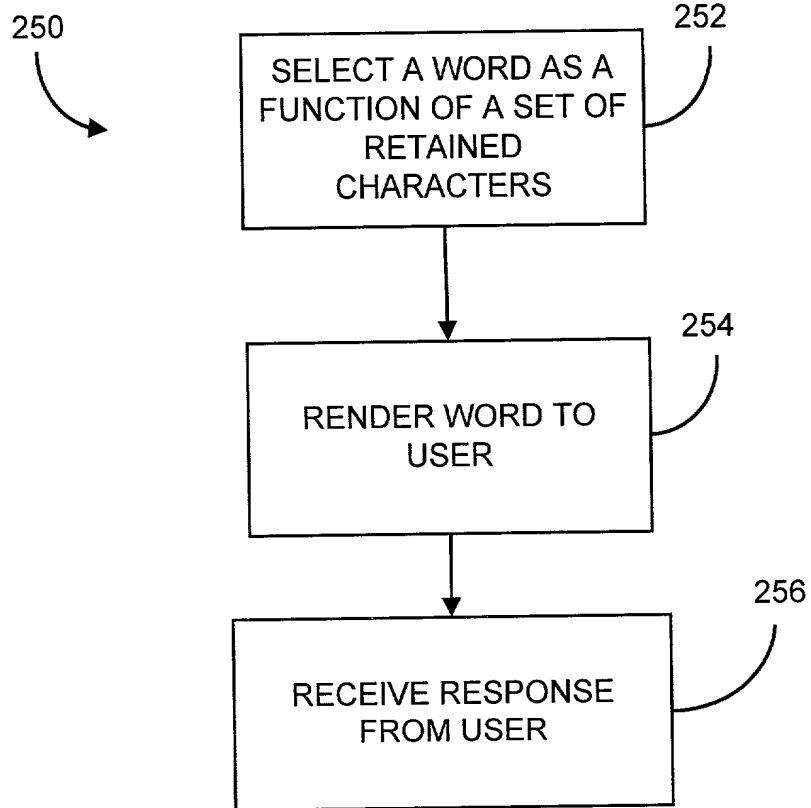 250
252
SELECT A WORD AS A
FUNCTION OF A SET OF
RETAINED
CHARACTERS
254
RENDER WORD TO
USER
256
RECEIVE RESPONSE
FROM USER